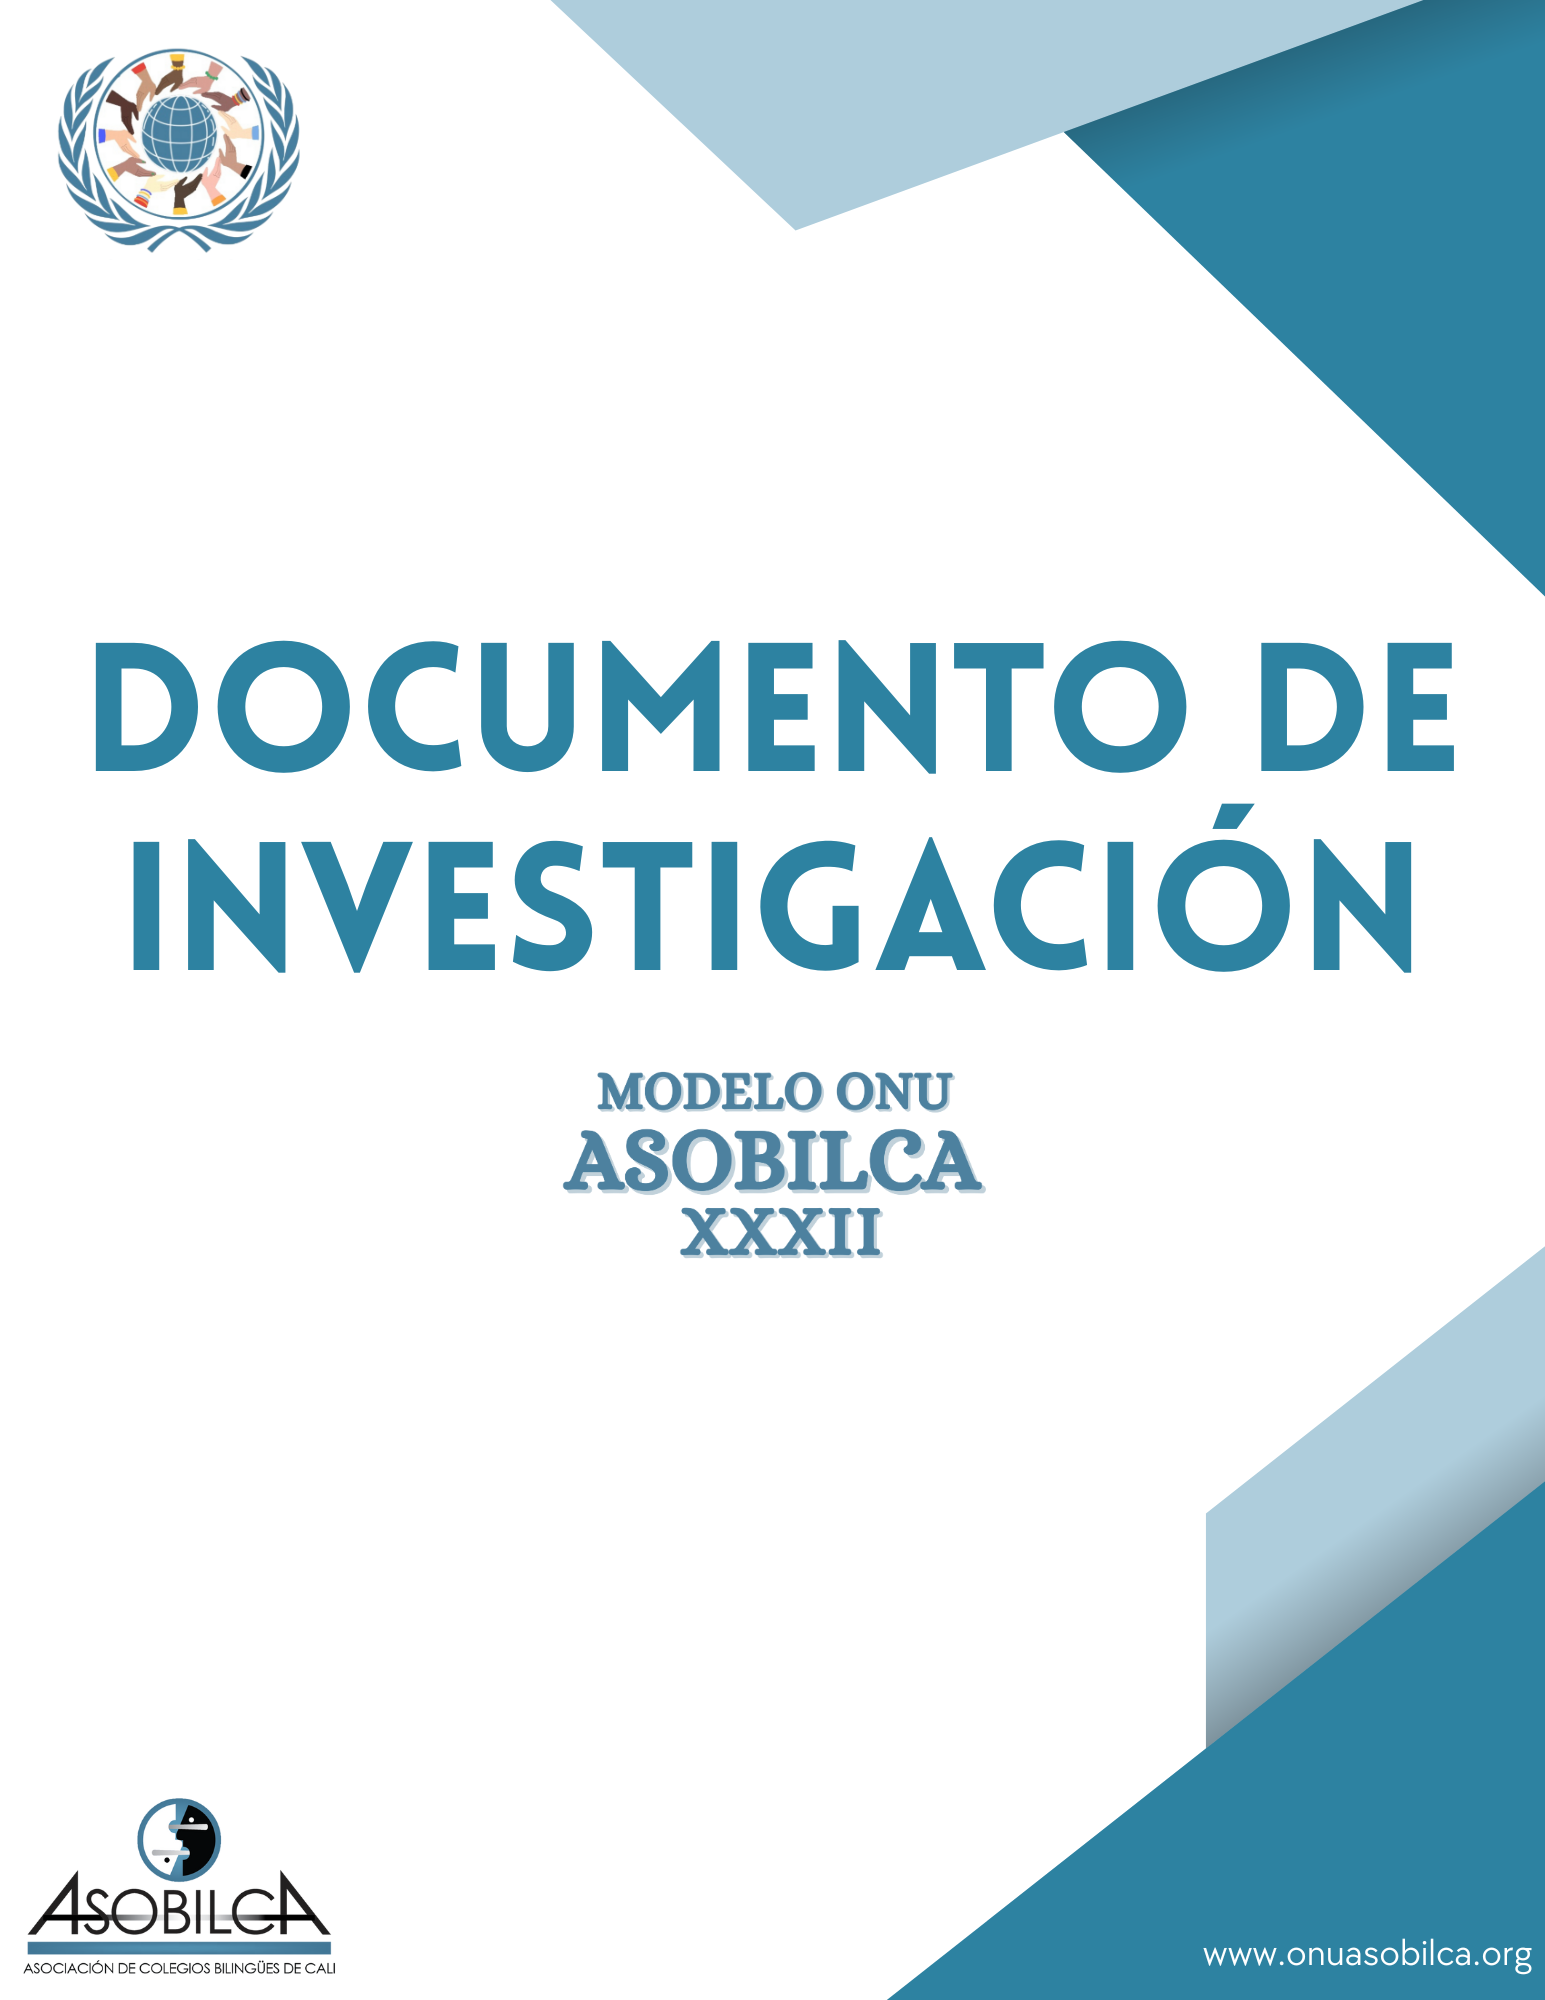 DOCUMENTO DE
INVESTIGACIÓN
MODELO ONU
ASOBILCA
XXXII
ASOBILCA
ASOCIACIÓN DE COLEGIOS BILINGÜES DE CALI
www.onuasobilca.org